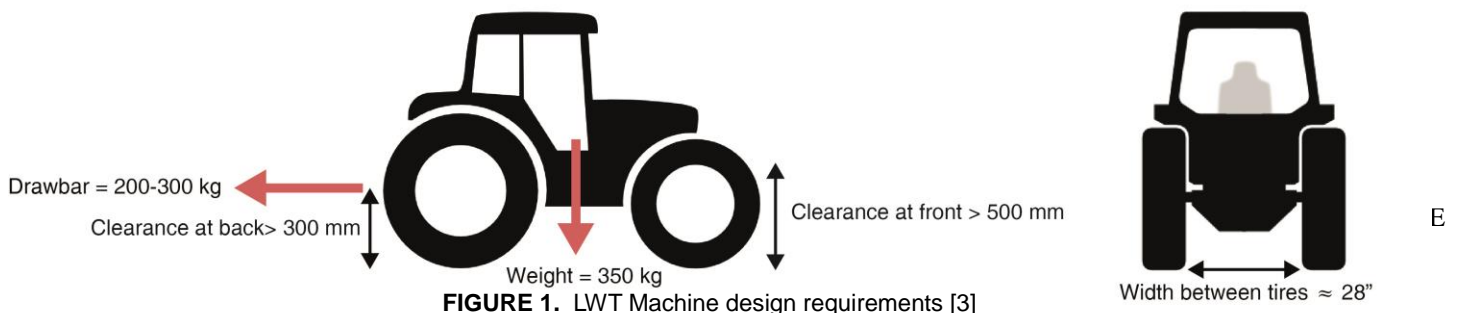 Drawbar = 200-300 kg
Clearance at back> 300 mm
Clearance at front > 500 mm
E
Weight = 350 kg
Width between tires ≈ 28”
FIGURE 1. LWT Machine design requirements [3]